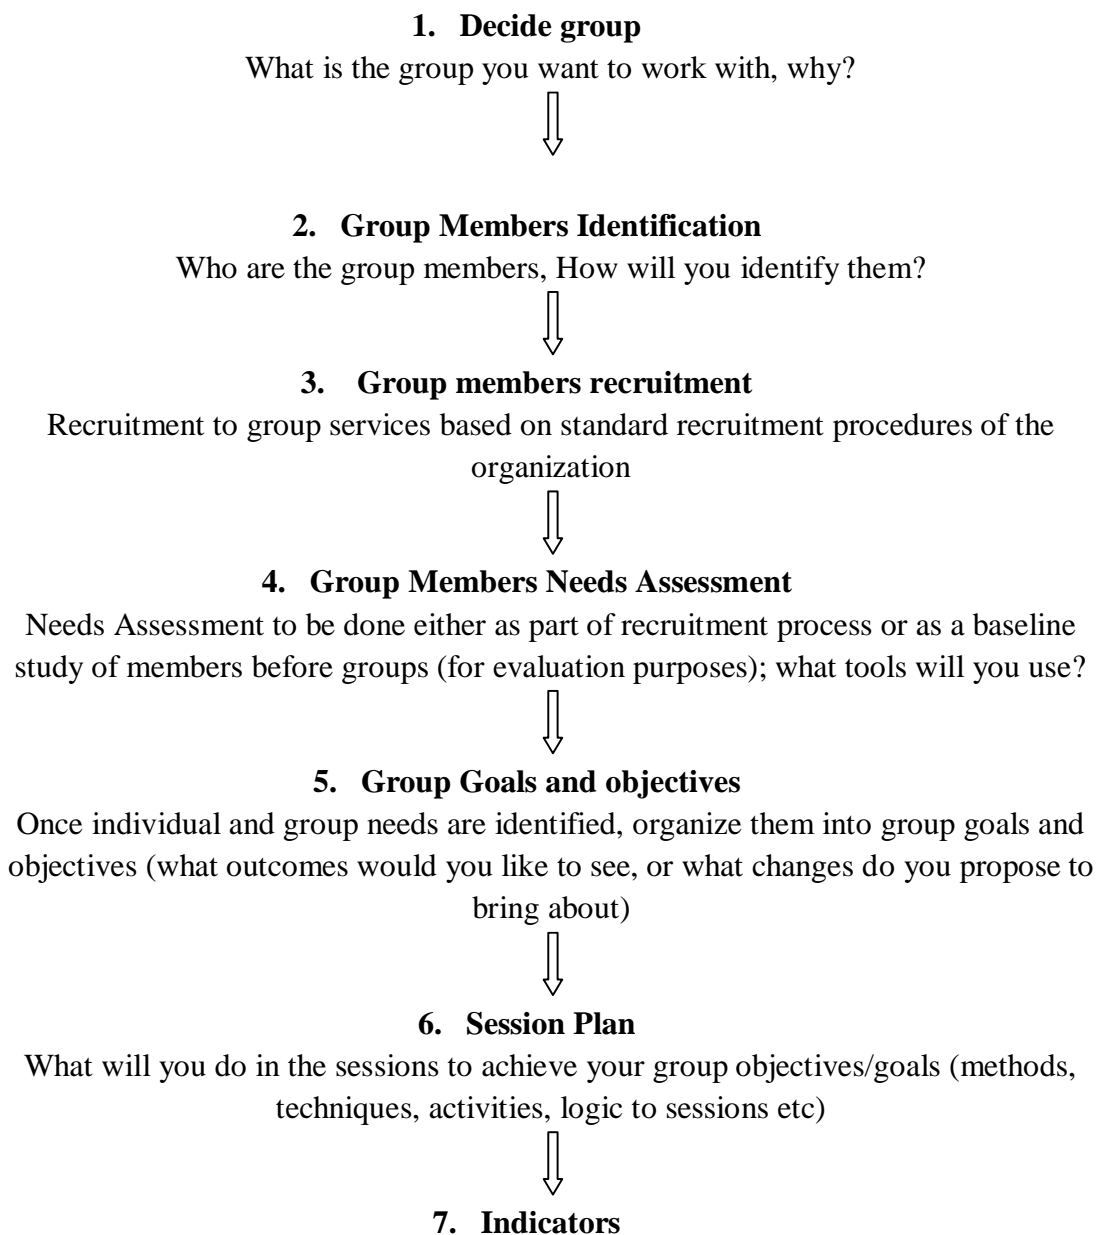 1. Decide group
What is the group you want to work with, why?
2. Group Members Identification
Who are the group members, How will you identify them?
3. Group members recruitment
Recruitment to group services based on standard recruitment procedures of the
organization
4. Group Members Needs Assessment
Needs Assessment to be done either as part of recruitment process or as a baseline
study of members before groups (for evaluation purposes); what tools will you use?
5. Group Goals and objectives
Once individual and group needs are identified, organize them into group goals and
objectives (what outcomes would you like to see, or what changes do you propose to
bring about)
6. Session Plan
What will you do in the sessions to achieve your group objectives/goals (methods,
techniques, activities, logic to sessions etc)
7. Indicators